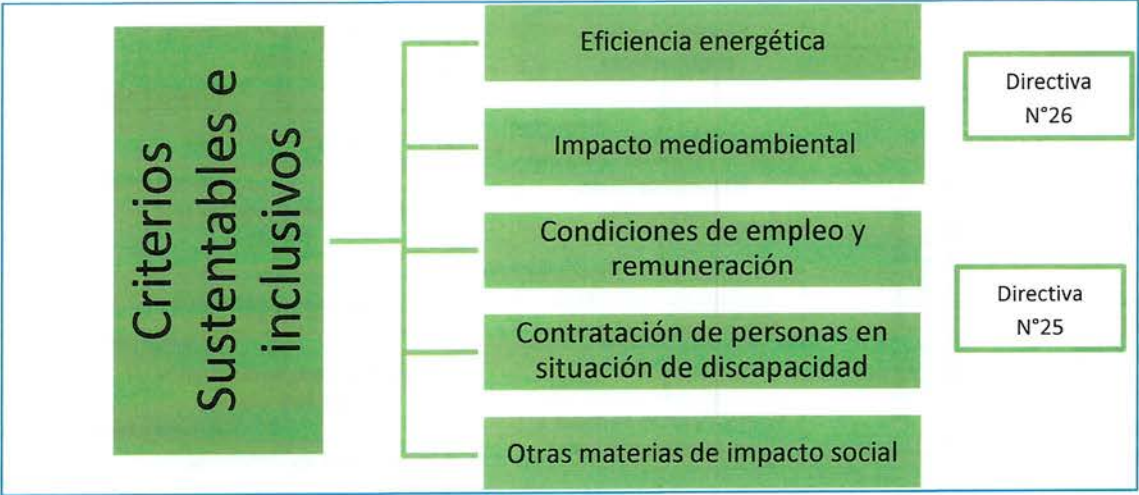 Criterios
Sustentables e
inclusivos
Eficiencia energética
Impacto medioambiental
Condiciones de empleo y
remuneración
Contratación de personas en
situación de discapacidad
Otras materias de impacto social
Directiva
N°26
Directiva
N°25